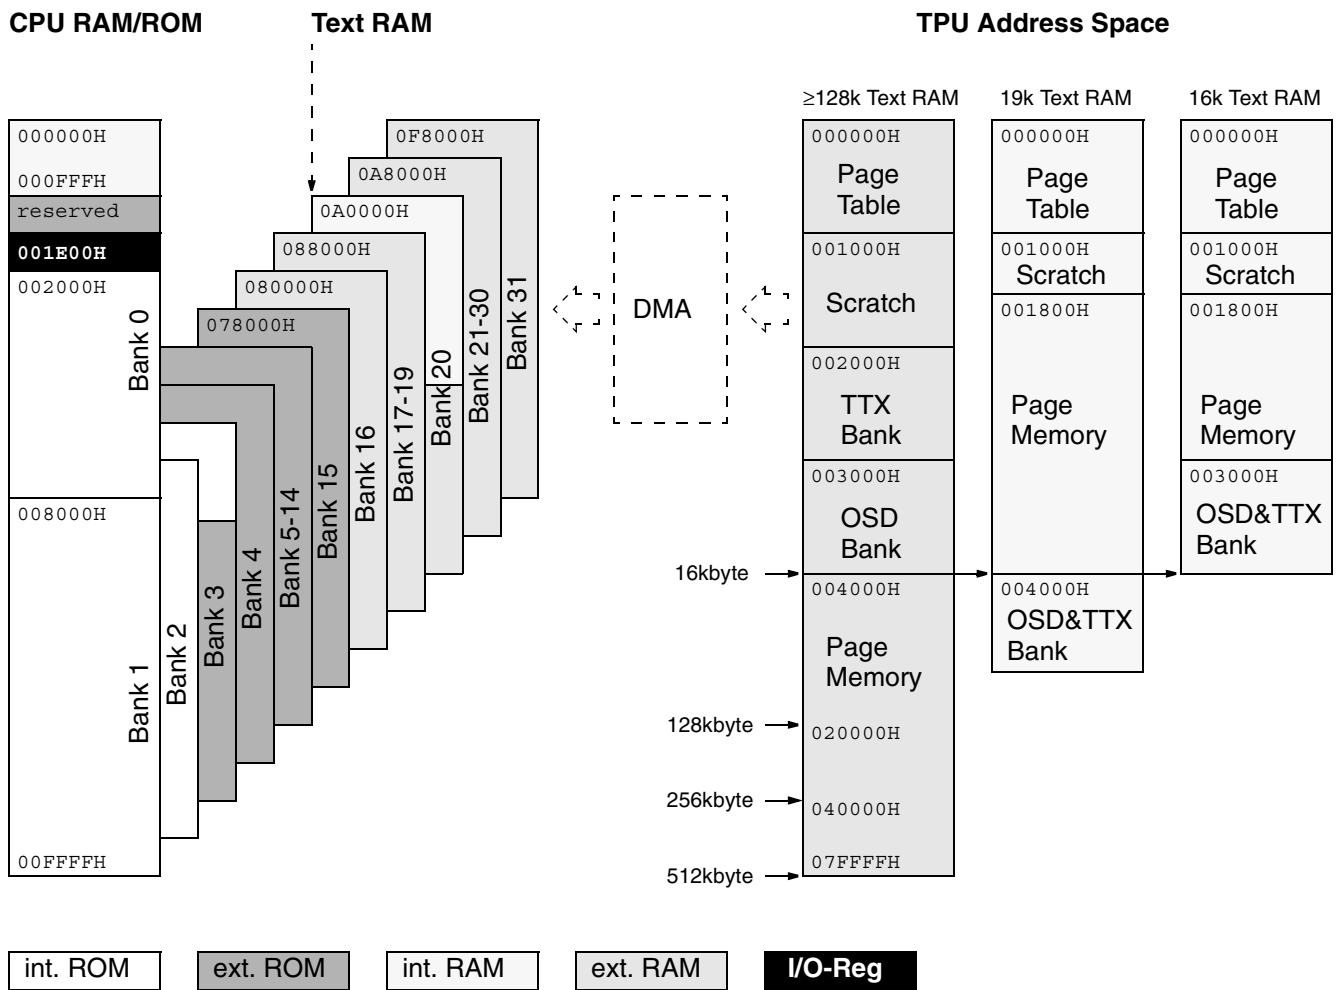 CPU RAM/ROM
Text RAM
TPU Address Space
≥128k Text RAM
19k Text RAM
16k Text RAM
000000H
000FFFH
reserved
001E00H
002000H
Bank 0
008000H
Bank 1
00FFFFH
Bank 2
Bank 3
Bank 4
Bank 5-14
078000H
Bank 15
080000H
Bank 16
088000H
Bank 17-19
0A0000H
Bank 20
0A8000H
Bank 21-30
0F8000H
Bank 31
DMA
000000H
Page
Table
001000H
Scratch
002000H
TTX
Bank
003000H
OSD
Bank
004000H
Page
Memory
020000H
040000H
07FFFFH
16kbyte
128kbyte
256kbyte
512kbyte
000000H
Page
Table
001000H
Scratch
001800H
Page
Memory
004000H
OSD&TTX
Bank
000000H
Page
Table
001000H
Scratch
001800H
Page
Memory
003000H
OSD&TTX
Bank
int. ROM
ext. ROM
int. RAM
ext. RAM
I/O-Reg